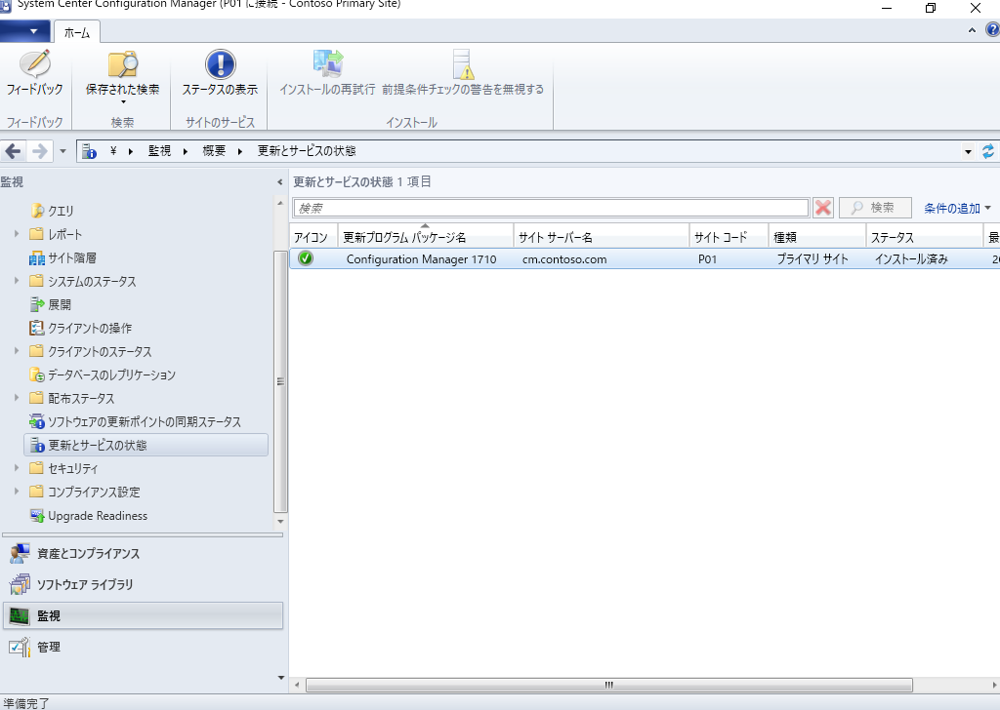 System Center Configuration Manager (P01 に接続 - Contoso Primary Site)
ホーム
フィードバック
保存された検索
ステータスの表示
インストールの再試行
前提条件チェックの警告を無視する
フィードバック
検索
サイトのサービス
インストール
¥ 監視 概要 更新とサービスの状態
監視
クエリ
レポート
サイト階層
システムのステータス
展開
クライアントの操作
クライアントのステータス
データベースのレプリケーション
配布ステータス
ソフトウェアの更新ポイントの同期ステータス
更新とサービスの状態
セキュリティ
コンプライアンス設定
Upgrade Readiness
資産とコンプライアンス
ソフトウェア ライブラリ
監視
管理
更新とサービスの状態 1 項目
検索
検索
条件の追加
アイコン 更新プログラム パッケージ名 サイト サーバー名 サイト コード 種類 ステータス 最
Configuration Manager 1710 cm.contoso.com P01 プライマリ サイト インストール済み
準備完了